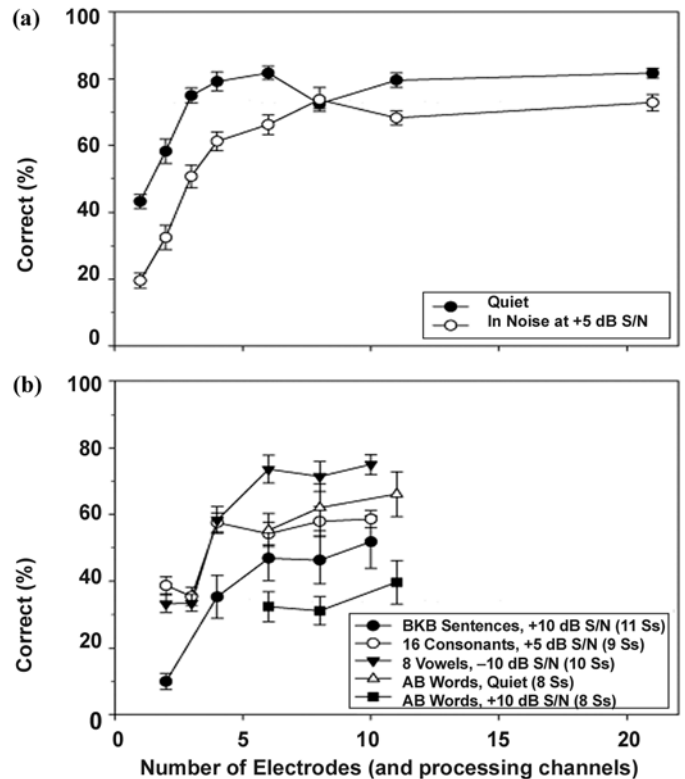 (a)
100
80
60
40
20
0
Correct (%)
Quiet
In Noise at +5 dB S/N
(b)
100
80
60
40
20
0
Correct (%)
BKB Sentences, +10 dB S/N (11 Ss)
16 Consonants, +5 dB S/N (9 Ss)
8 Vowels, –10 dB S/N (10 Ss)
AB Words, Quiet (8 Ss)
AB Words, +10 dB S/N (8 Ss)
0 5 10 15 20
Number of Electrodes (and processing channels)